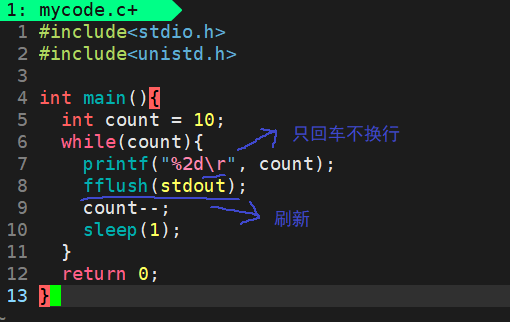 1: mycode.c+
1 #include<stdio.h>
2 #include<unistd.h>
3
4 int main(){
5   int count = 10;
6   while(count){
只回车不换行
7     printf("%2d\r", count);
8     fflush(stdout);
9     count--;
刷新
10     sleep(1);
11   }
12   return 0;
13 }
~